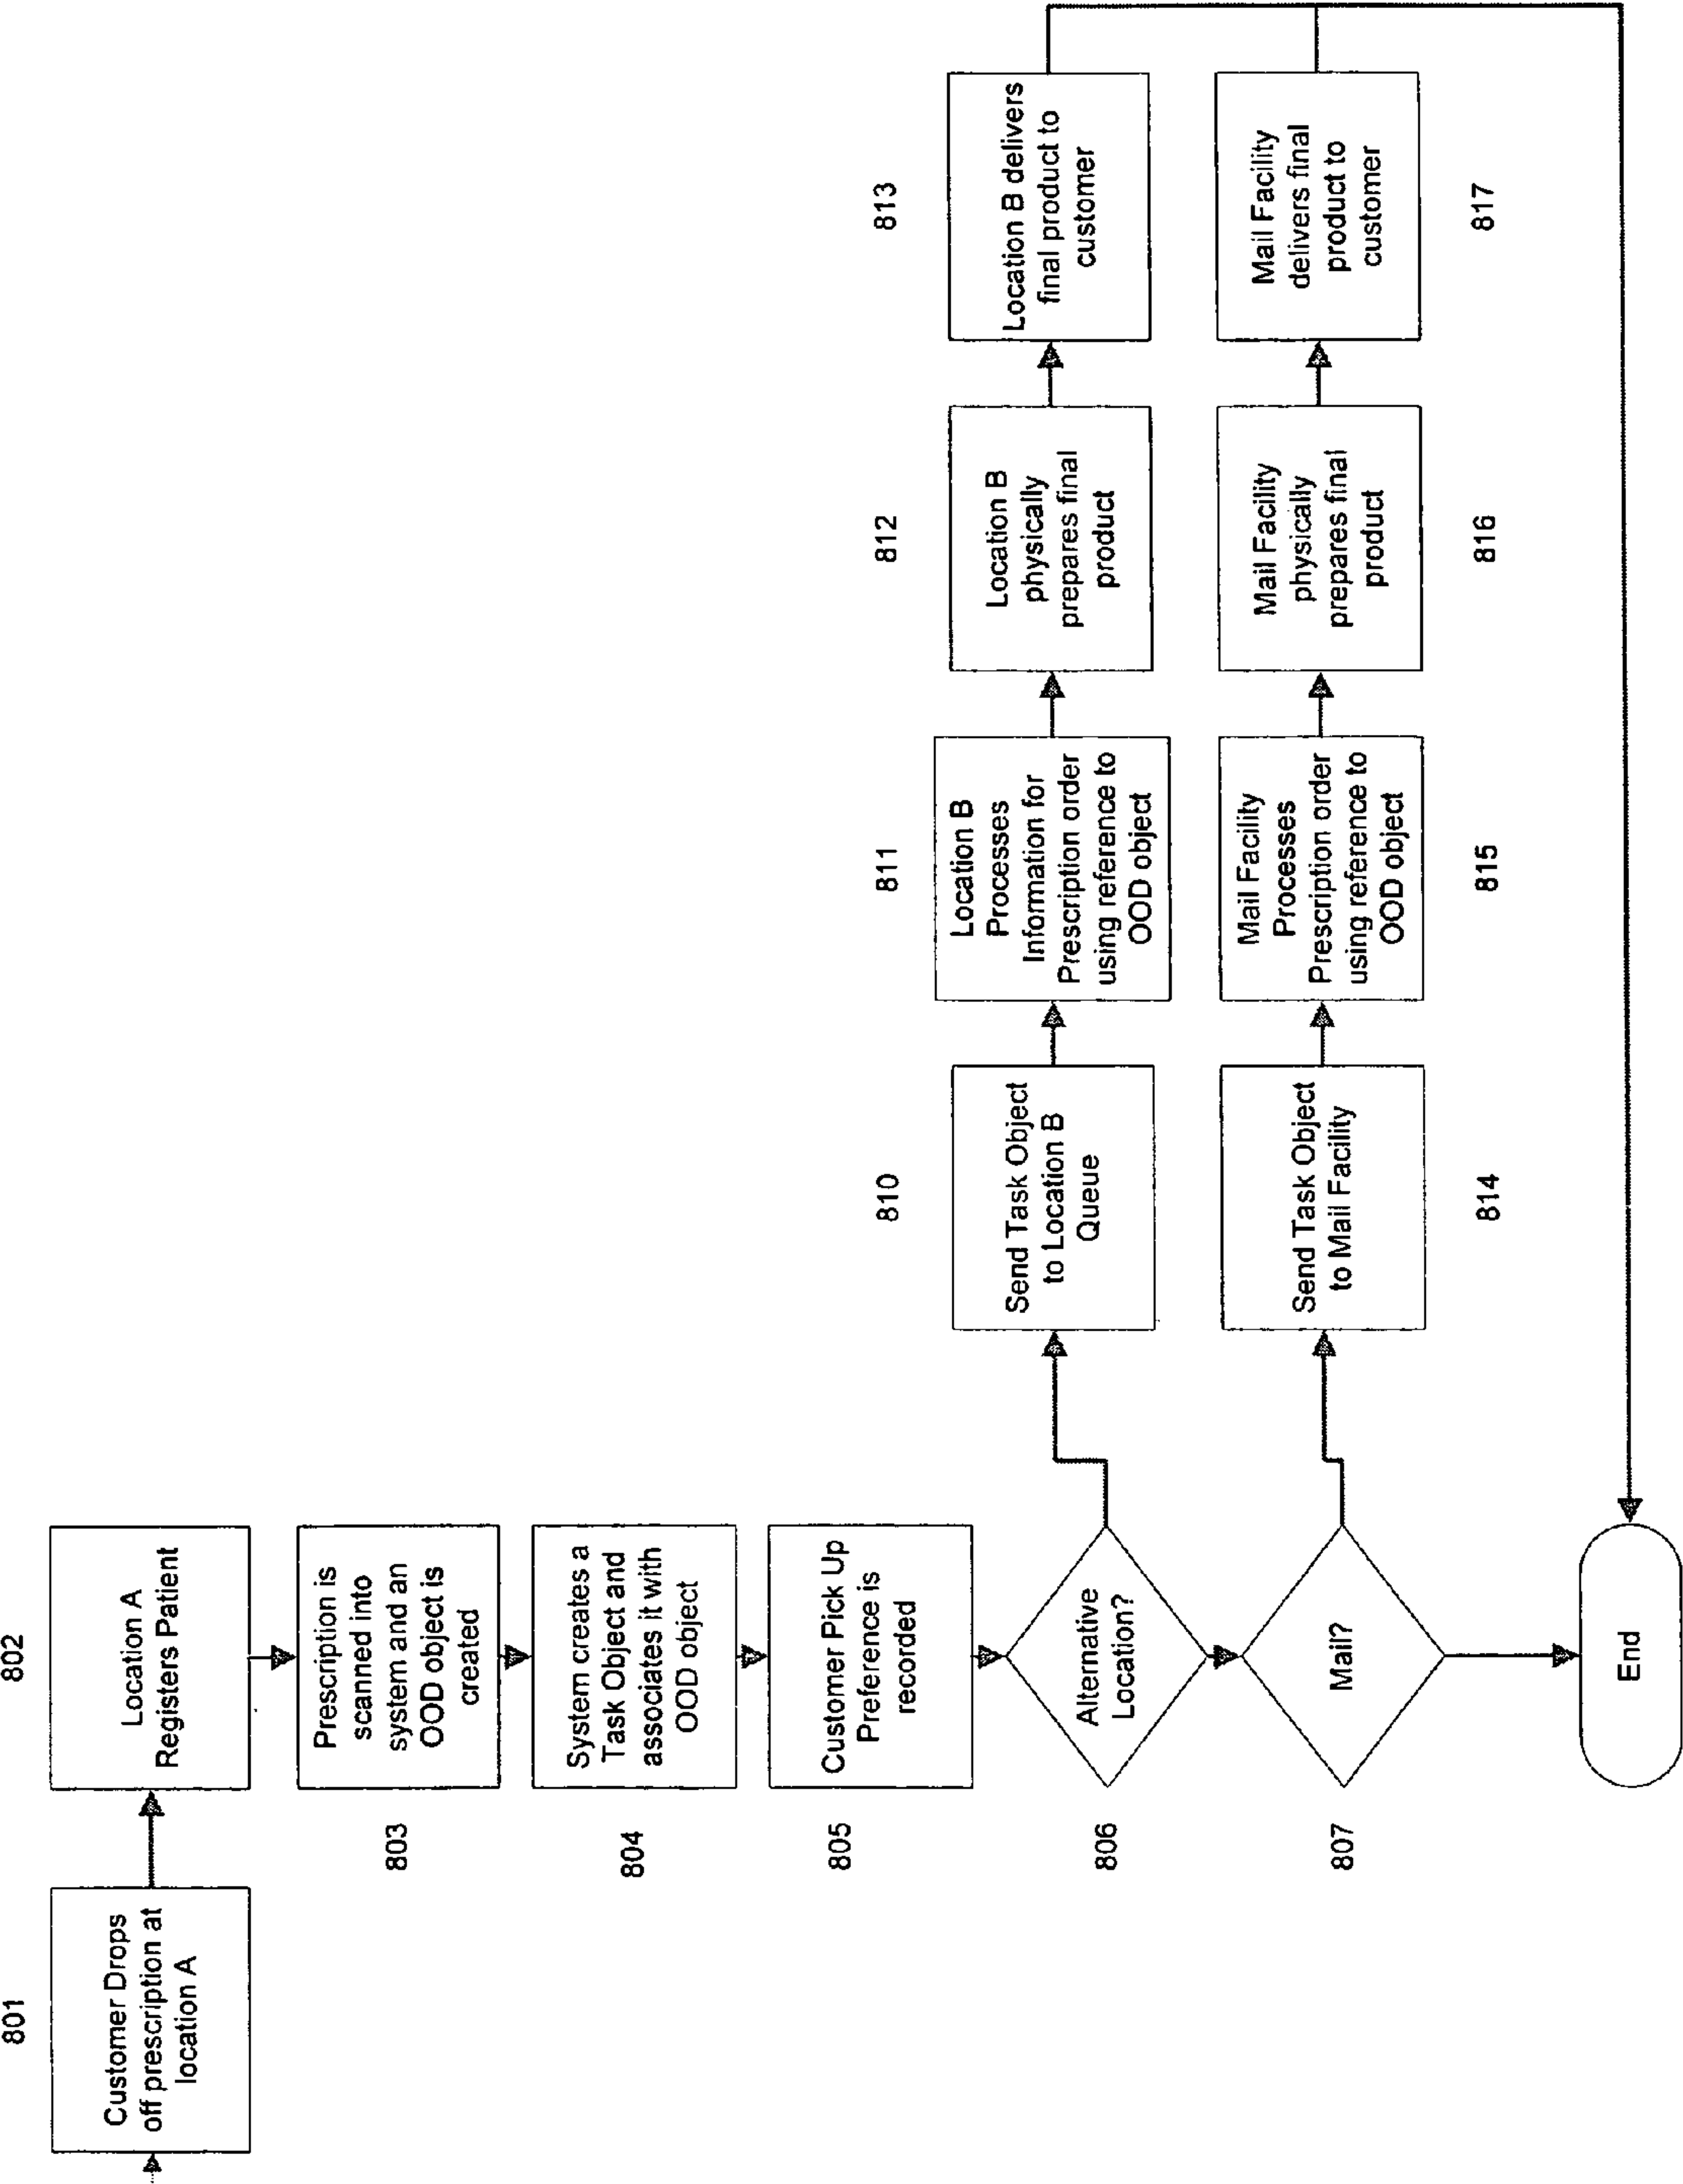 801
Customer Drops
off prescription at
location A
802
Location A
Registers Patient
803
Prescription is
scanned into
system and an
OOD object is
created
804
System creates a
Task Object and
associates it with
OOD object
805
Customer Pick Up
Preference is
recorded
806
Alternative
Location?
810
Send Task Object
to Location B
Queue
811
Location B
Processes
Information for
Prescription order
using reference to
OOD object
812
Location B
physically
prepares final
product
813
Location B delivers
final product to
customer
807
Mail?
Send Task Object
to Mail Facility
814
Mail Facility
Processes
Prescription order
using reference to
OOD object
815
Mail Facility
physically
prepares final
product
816
Mail Facility
delivers final
product to
customer
817
End